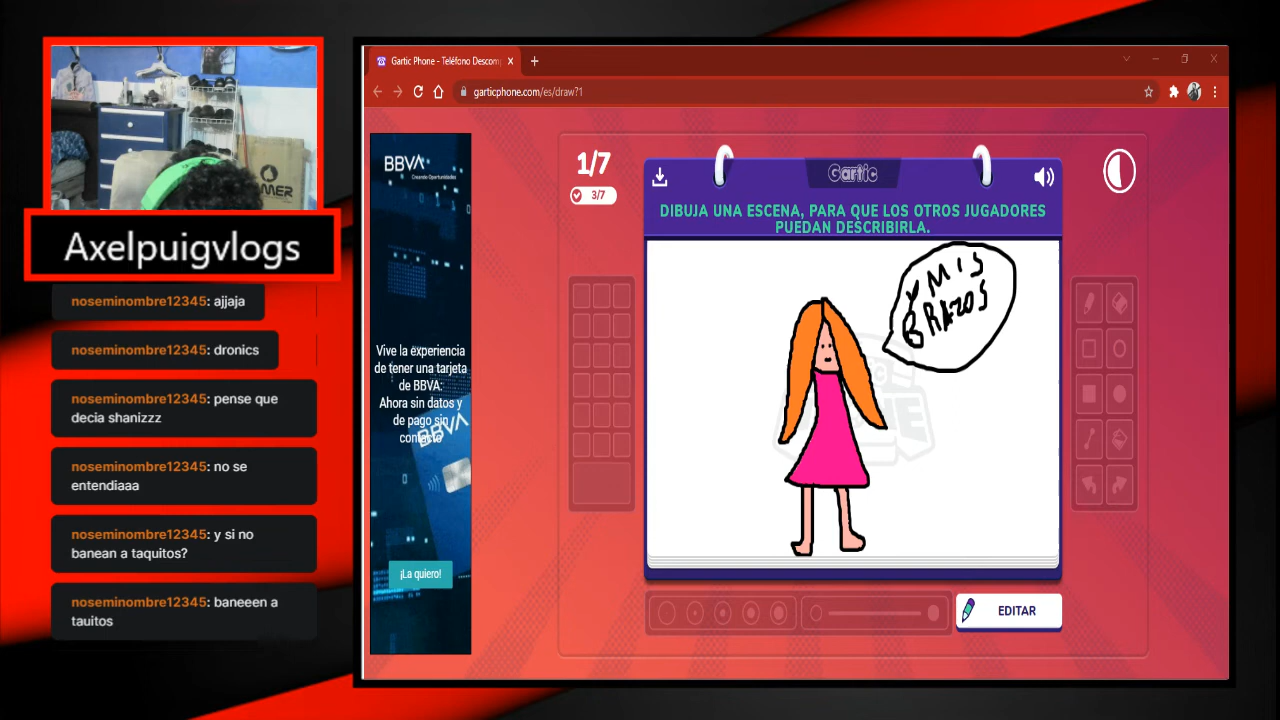 Gartic Phone - Teléfono Descom
garticphone.com/es/draw?1
BBVA
Creando Oportunidades
1/7
3/7
Gartic
DIBUJA UNA ESCENA, PARA QUE LOS OTROS JUGADORES
PUEDAN DESCRIBIRLA.
Y MIS
BRAZOS
Axelpuigvlogs
noseminombre12345: ajjaja
noseminombre12345: dronics
noseminombre12345: pense que
decia shanizzz
noseminombre12345: no se
entendiaaa
noseminombre12345: y si no
banean a taquitos?
noseminombre12345: baneeen a
tauitos
Vive la experiencia
de tener una tarjeta
de BBVA:
Ahora sin datos y
de pago sin
contacto
BBVA
¡La quiero!
EDITAR